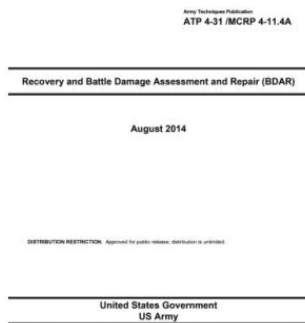 Army Techniques Publication
ATP 4-31 /MCRP 4-11.4A
Recovery and Battle Damage Assessment and Repair (BDAR)
August 2014
DISTRIBUTION RESTRICTION. Approved for public release; distribution is unlimited.
United States Government
US Army